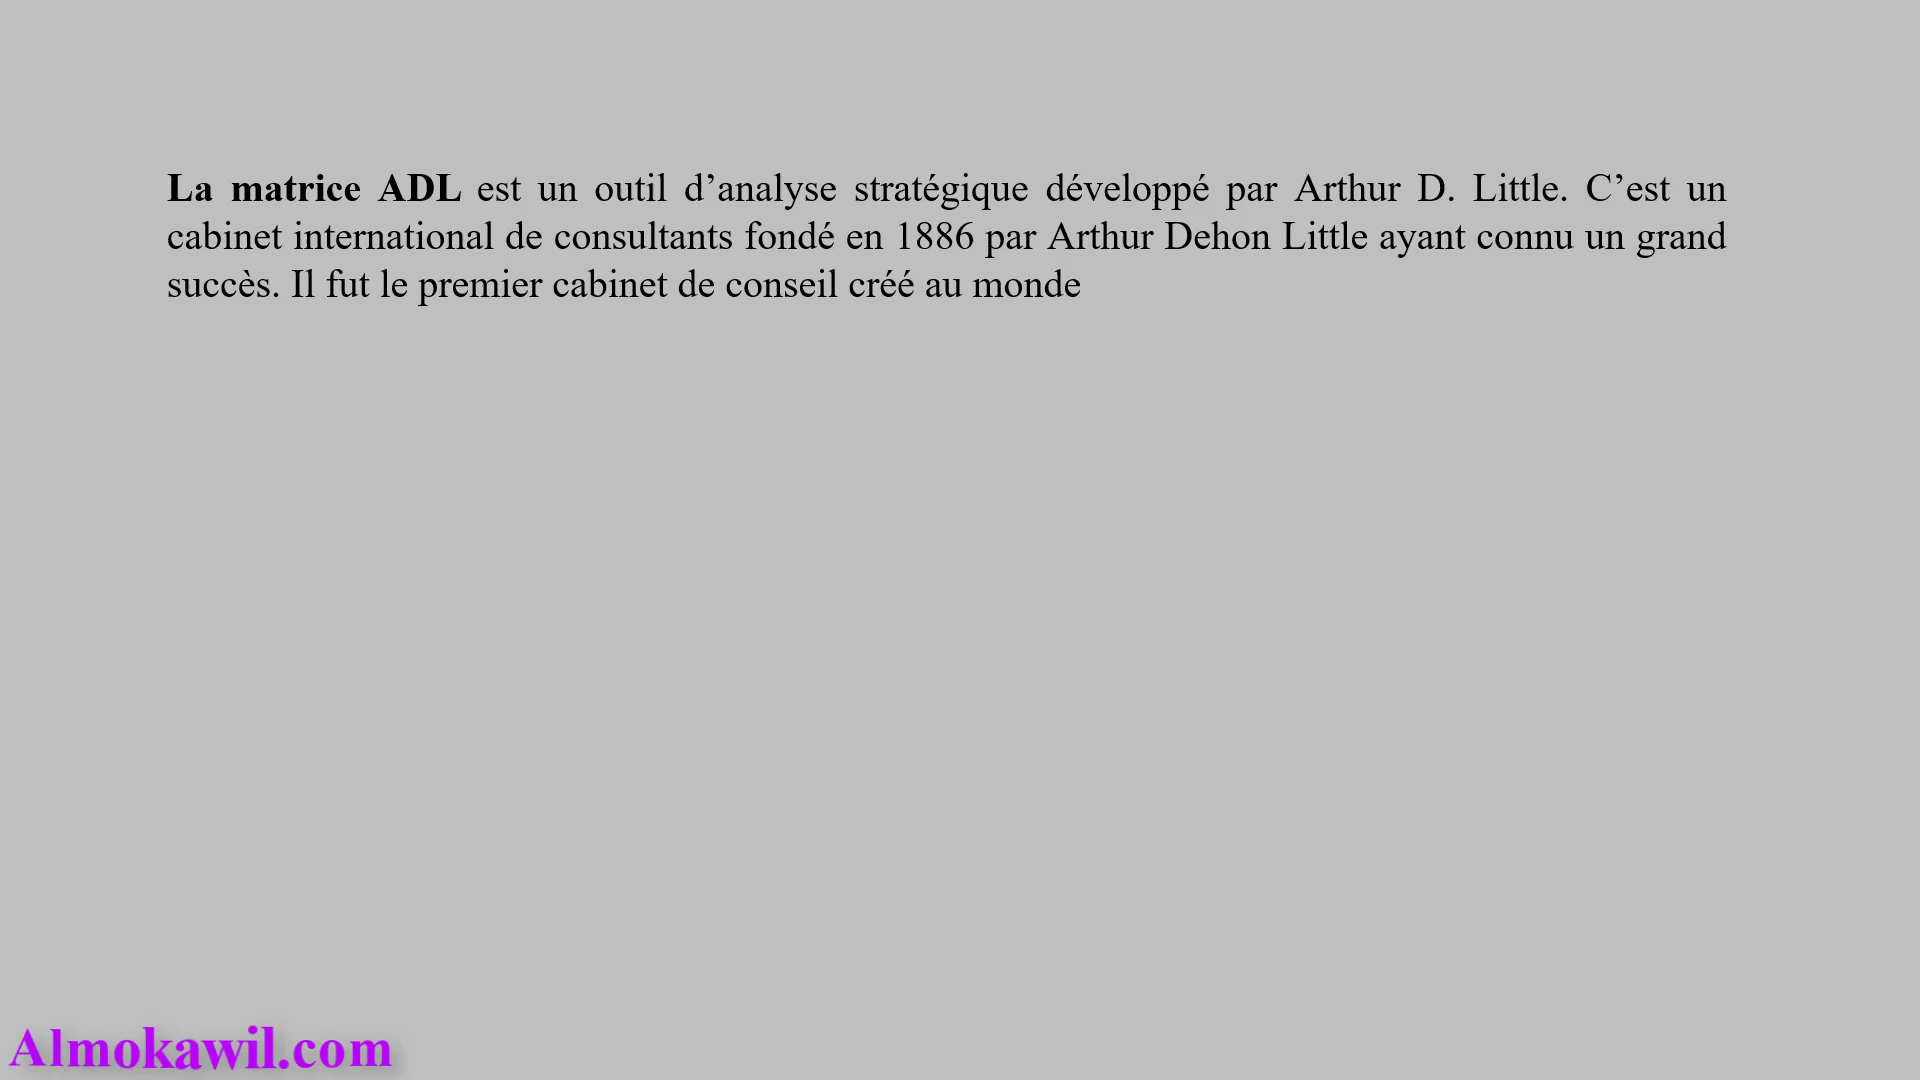 La matrice ADL est un outil d’analyse stratégique développé par Arthur D. Little. C’est un
cabinet international de consultants fondé en 1886 par Arthur Dehon Little ayant connu un grand
succès. Il fut le premier cabinet de conseil créé au monde
Almokawil.com